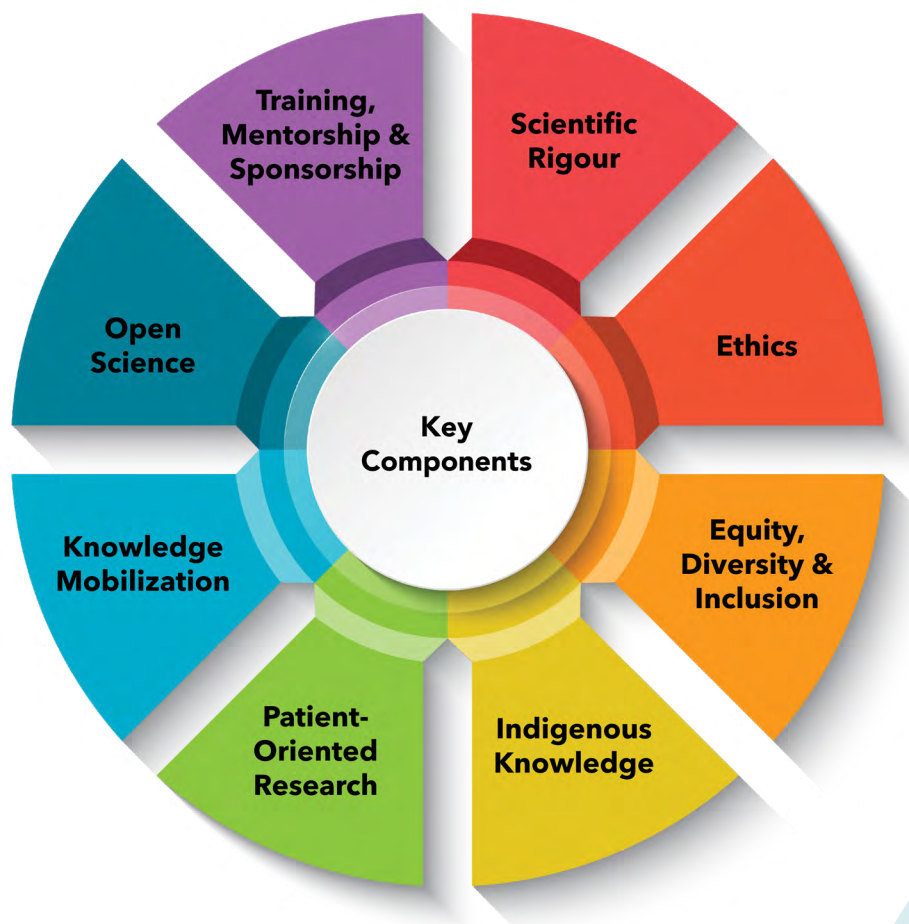 Training,
Mentorship &
Sponsorship
Scientific
Rigour
Open
Science
Ethics
Key
Components
Knowledge
Mobilization
Equity,
Diversity &
Inclusion
Patient-
Oriented
Research
Indigenous
Knowledge